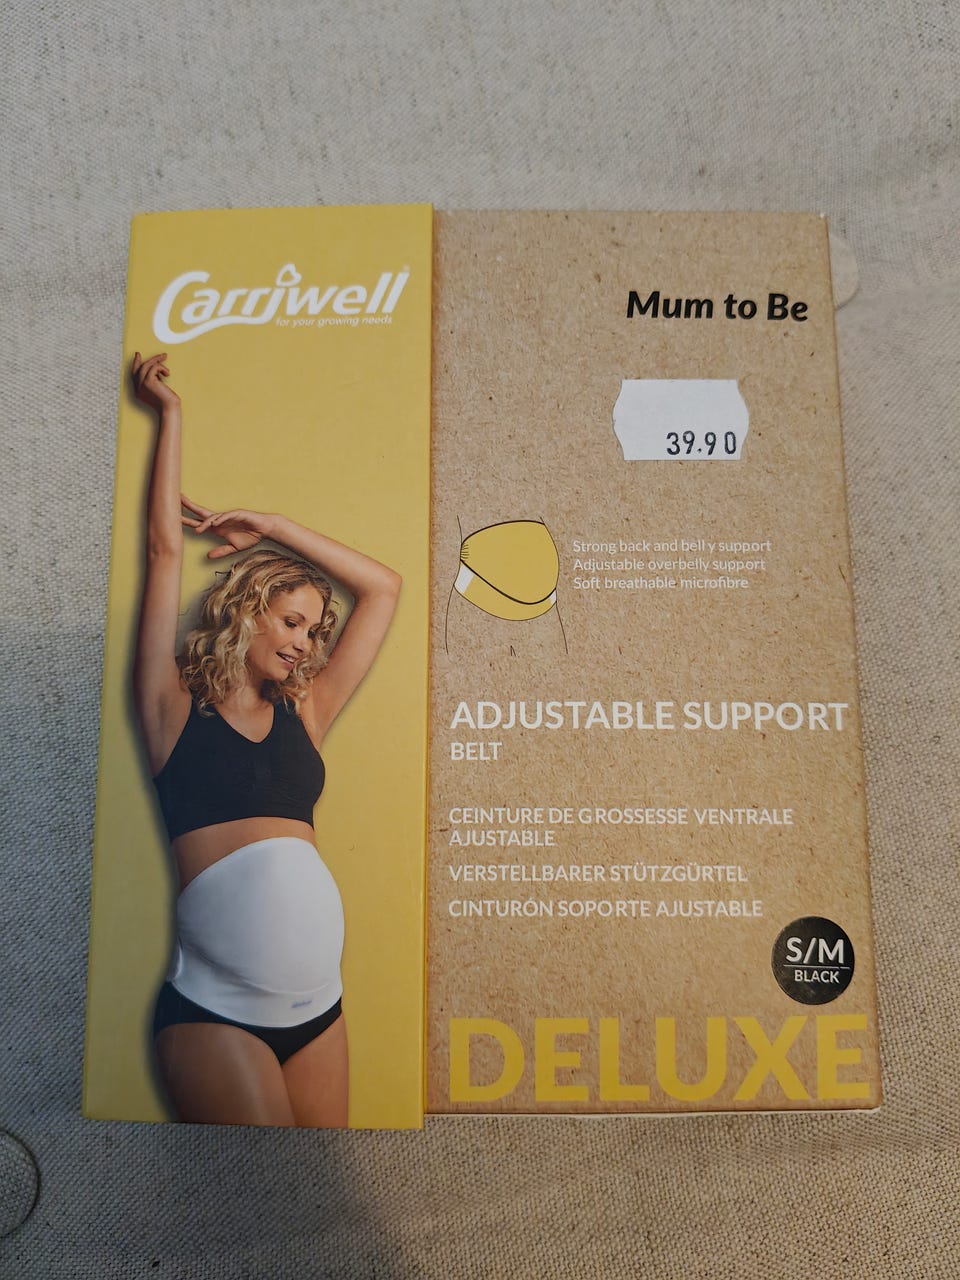 Carriwell
for your growing needs
Mum to Be
39.90
Strong back and belly support
Adjustable overbelly support
Soft breathable microfibre
ADJUSTABLE SUPPORT
BELT
CEINTURE DE GROSSESSE VENTRALE
AJUSTABLE
VERSTELLBARER STÜTZGÜRTEL
CINTURÓN SOPORTE AJUSTABLE
S/M
BLACK
DELUXE